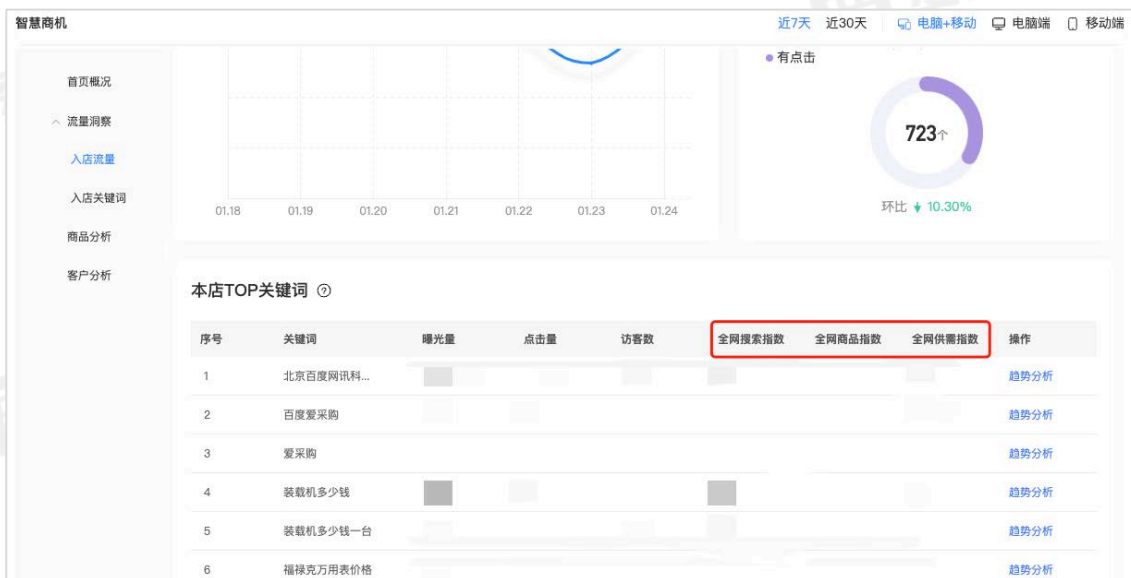 智慧商机 近7天 近30天 电脑+移动 电脑端 移动端
首页概况
流量洞察
入店流量
入店关键词
商品分析
客户分析
有点击
723个
环比 10.30%
01.18 01.19 01.20 01.21 01.22 01.23 01.24
本店TOP关键词
序号 关键词 曝光量 点击量 访客数 全网搜索指数 全网商品指数 全网供需指数 操作
1 北京百度网讯科... 趋势分析
2 百度爱采购 趋势分析
3 爱采购 趋势分析
4 装载机多少钱 趋势分析
5 装载机多少钱一台 趋势分析
6 福禄克万用表价格 趋势分析